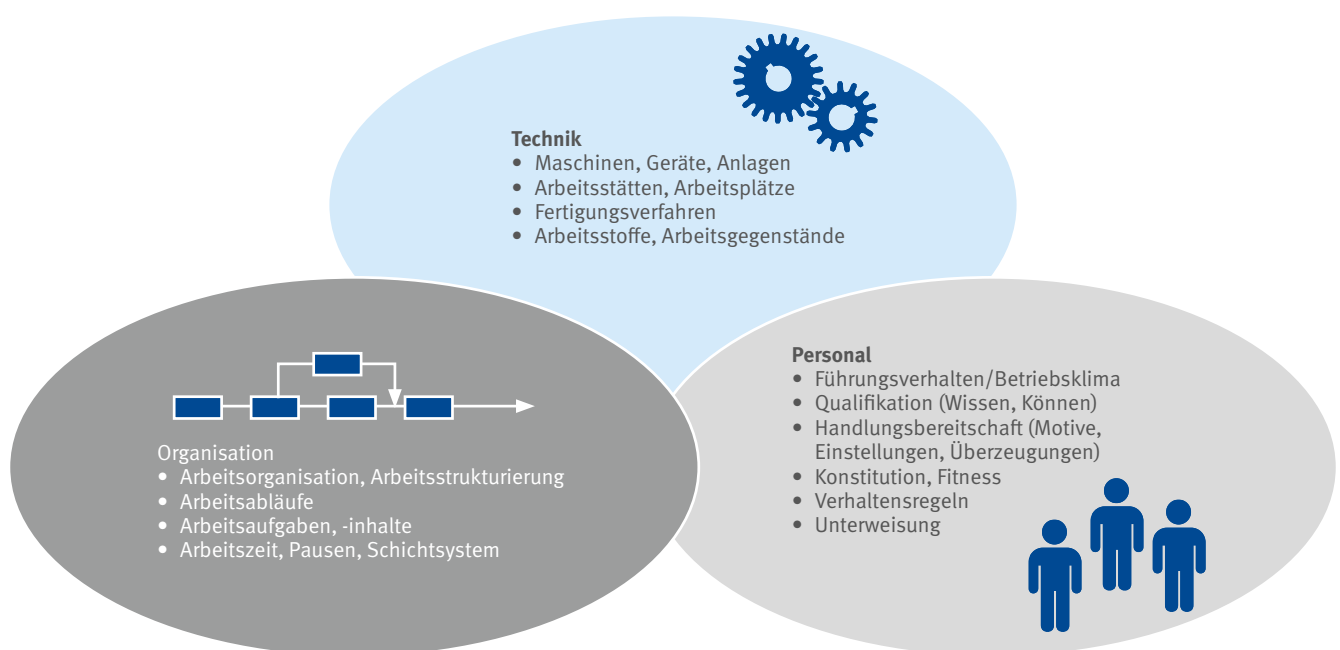 Technik
• Maschinen, Geräte, Anlagen
• Arbeitsstätten, Arbeitsplätze
• Fertigungsverfahren
• Arbeitsstoffe, Arbeitsgegenstände
Organisation
• Arbeitsorganisation, Arbeitsstrukturierung
• Arbeitsabläufe
• Arbeitsaufgaben, -inhalte
• Arbeitszeit, Pausen, Schichtsystem
Personal
• Führungsverhalten/Betriebsklima
• Qualifikation (Wissen, Können)
• Handlungsbereitschaft (Motive,
Einstellungen, Überzeugungen)
• Konstitution, Fitness
• Verhaltensregeln
• Unterweisung